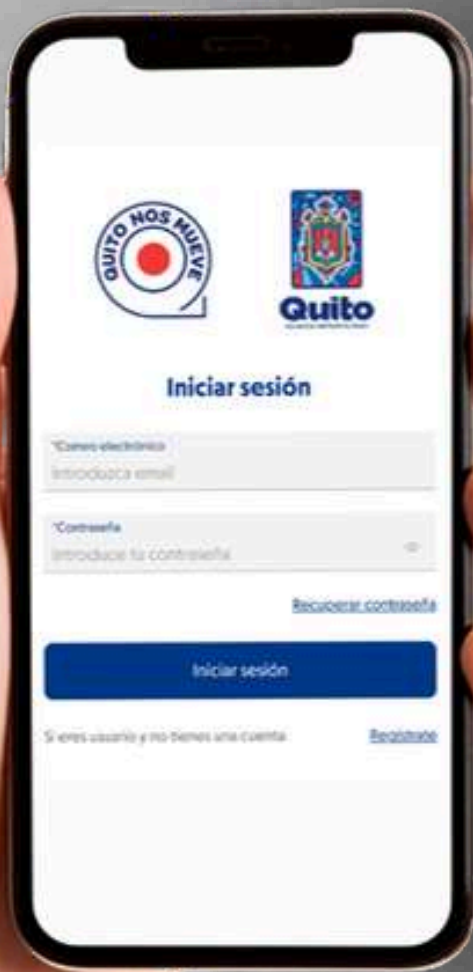 QUITO NOS MUEVE
Quito
Iniciar sesión
*Correo electrónico
Introduzca email
*Contraseña
Introduce tu contraseña
Recuperar contraseña
Iniciar sesión
Si eres usuario y no tienes una cuenta
Regístrate